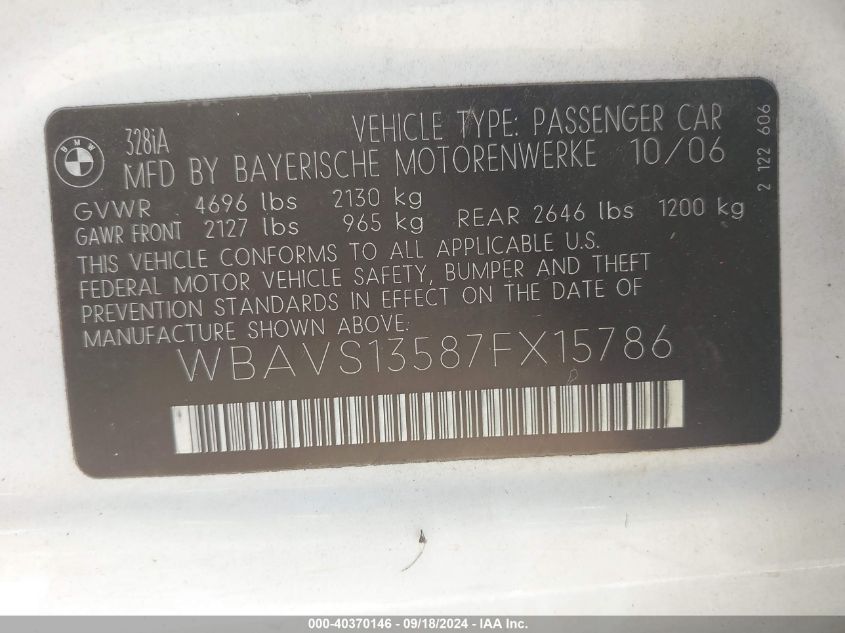 BMW
328iA
VEHICLE TYPE: PASSENGER CAR
MFD BY BAYERISCHE MOTORENWERKE 10/06
GVWR 4696 lbs 2130 kg
GAWR FRONT 2127 lbs 965 kg REAR 2646 lbs 1200 kg
THIS VEHICLE CONFORMS TO ALL APPLICABLE U.S.
FEDERAL MOTOR VEHICLE SAFETY, BUMPER AND THEFT
PREVENTION STANDARDS IN EFFECT ON THE DATE OF
MANUFACTURE SHOWN ABOVE.
WBAVS13587FX15786
2 122 606
000-40370146 - 09/18/2024 - IAA Inc.